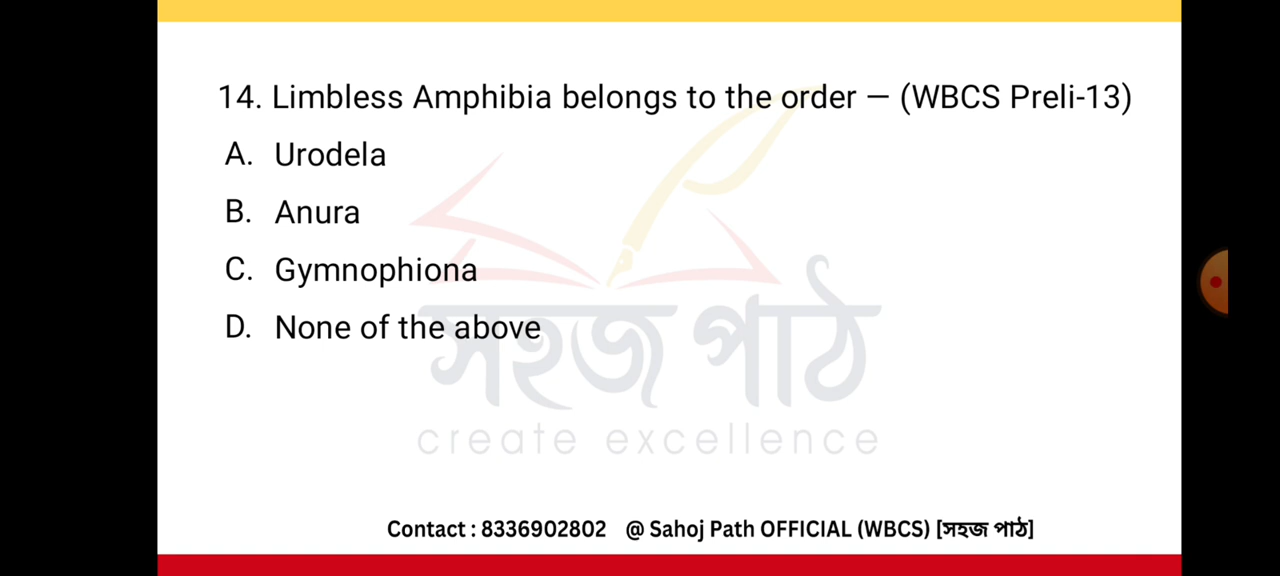 14. Limbless Amphibia belongs to the order — (WBCS Preli-13)
A. Urodela
B. Anura
C. Gymnophiona
D. None of the above
সহজ পাঠ
create excellence
Contact : 8336902802 @ Sahoj Path OFFICIAL (WBCS) [সহজ পাঠ]